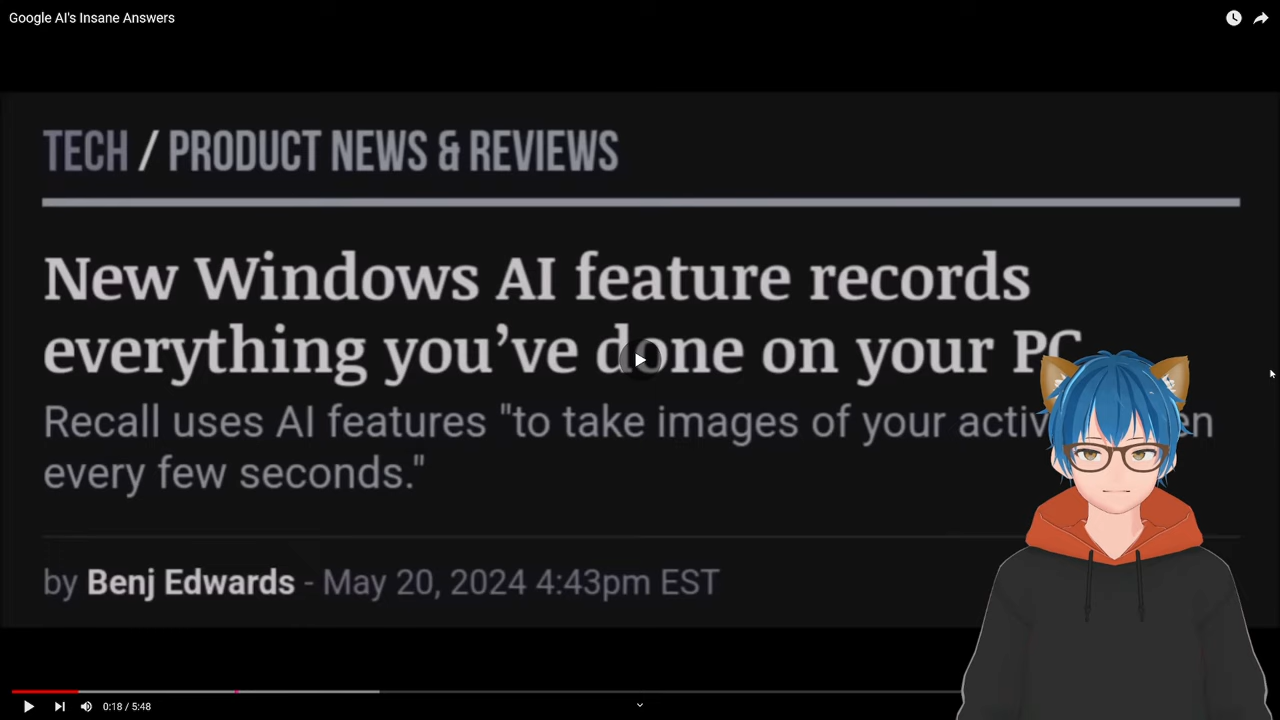 Google AI's Insane Answers
TECH / PRODUCT NEWS & REVIEWS
New Windows AI feature records
everything you’ve done on your PC
Recall uses AI features "to take images of your
every few seconds."
by Benj Edwards - May 20, 2024 4:43pm EST
0:18 / 5:48